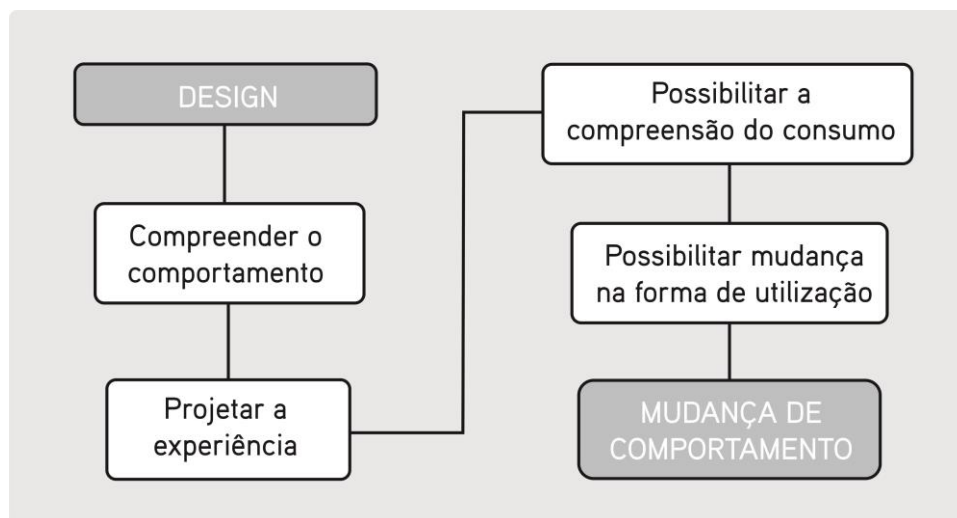 DESIGN
Compreender o
comportamento
Projetar a
experiência
Possibilitar a
compreensão do consumo
Possibilitar mudança
na forma de utilização
MUDANÇA DE
COMPORTAMENTO